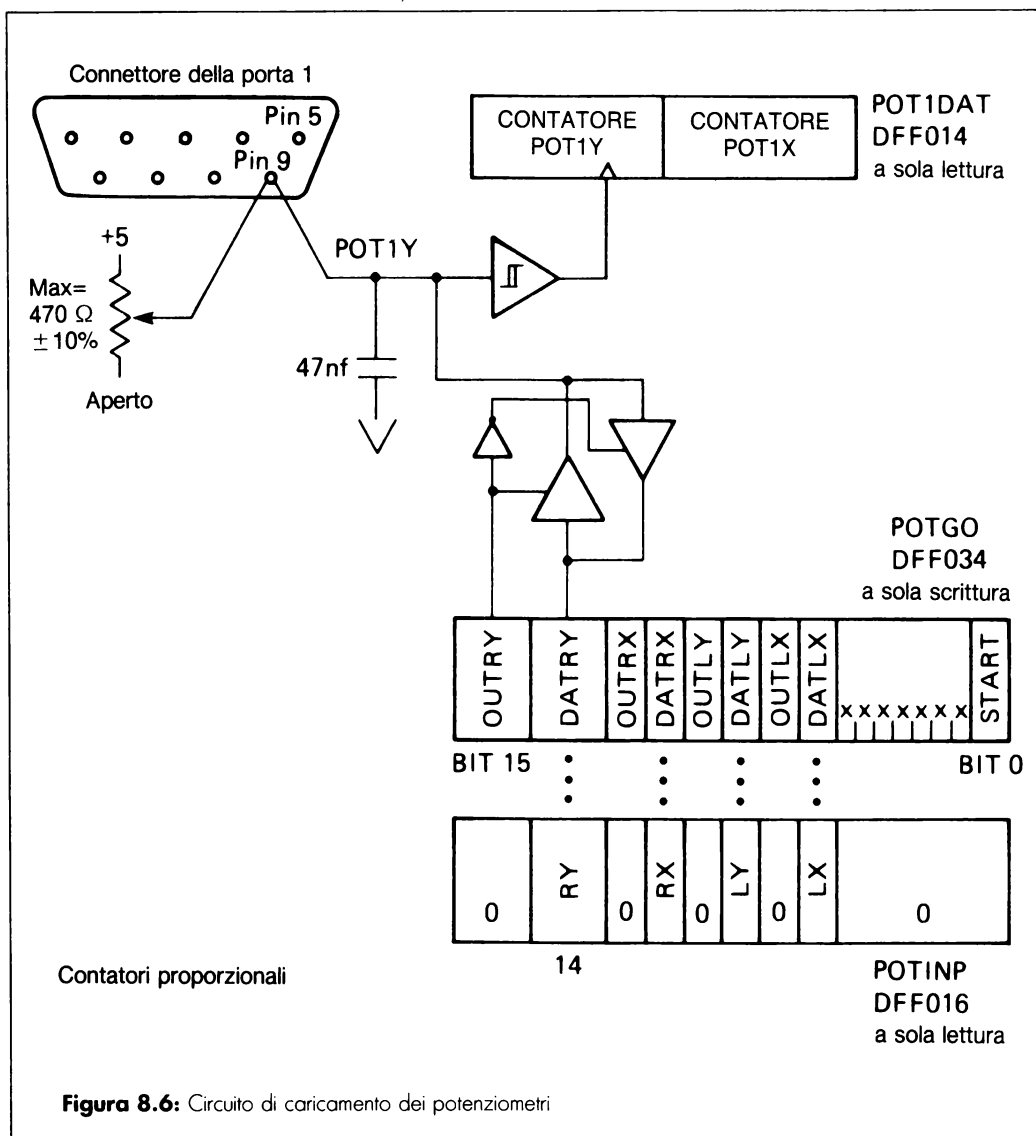 Connettore della porta 1
Pin 5
Pin 9
CONTATORE
POT1Y
CONTATORE
POT1X
POT1DAT
DFF014
a sola lettura
+5
Max=
470 Ω
± 10%
Aperto
POT1Y
47nf
POTGO
DFF034
a sola scrittura
OUTRY
DATRY
OUTRX
DATRX
OUTLY
DATLY
OUTLX
DATLX
x x x x x x x
START
BIT 15
BIT 0
0
RY
0
RX
0
LY
0
LX
0
14
Contatori proporzionali
POTINP
DFF016
a sola lettura
Figura 8.6: Circuito di caricamento dei potenziometri